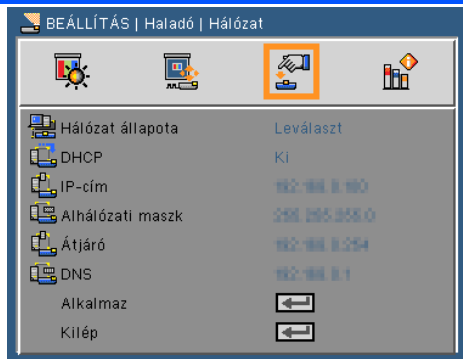 BEÁLLÍTÁS | Haladó | Hálózat
Hálózat állapota Leválaszt
DHCP Ki
IP-cím
Alhálózati maszk
Átjáró
DNS
Alkalmaz
Kilép